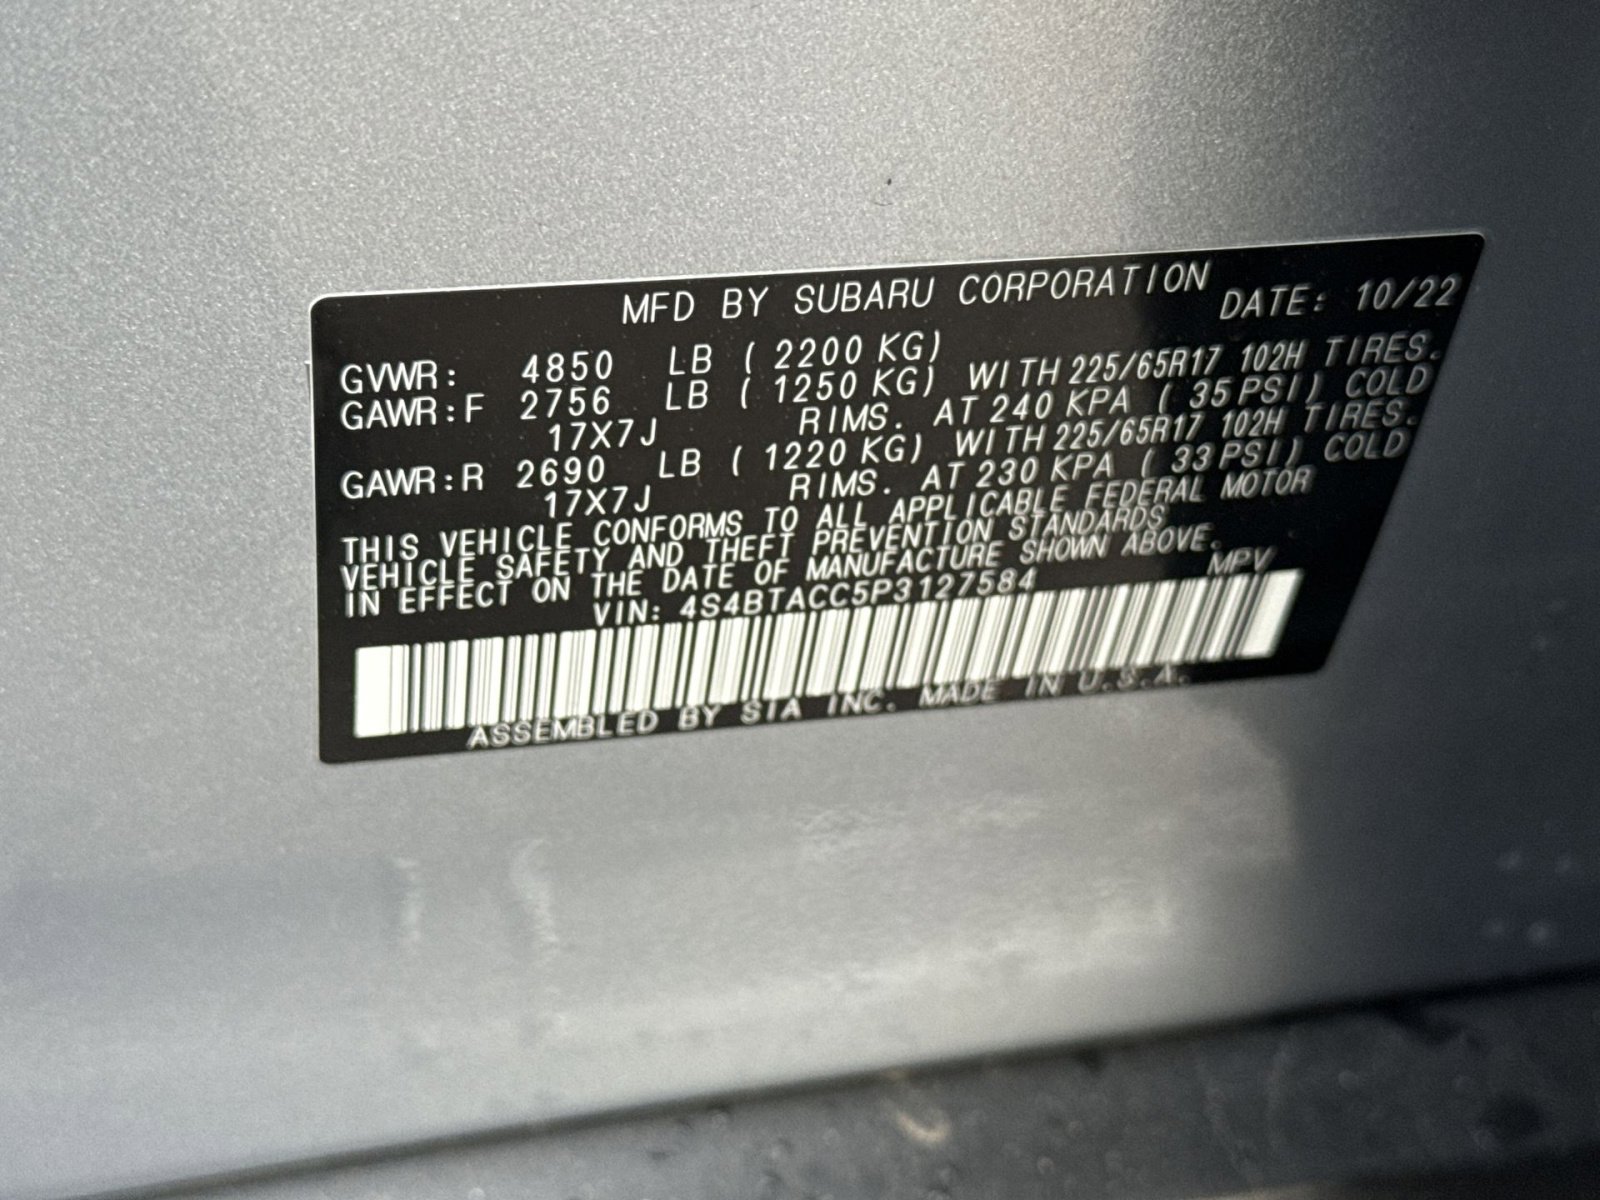 MFD BY SUBARU CORPORATION DATE: 10/22
GVWR: 4850 LB ( 2200 KG)
GAWR:F 2756 LB ( 1250 KG) WITH 225/65R17 102H TIRES.
17X7J RIMS. AT 240 KPA ( 35 PSI) COLD
GAWR:R 2690 LB ( 1220 KG) WITH 225/65R17 102H TIRES.
17X7J RIMS. AT 230 KPA ( 33 PSI) COLD
THIS VEHICLE CONFORMS TO ALL APPLICABLE FEDERAL MOTOR
VEHICLE SAFETY AND THEFT PREVENTION STANDARDS
IN EFFECT ON THE DATE OF MANUFACTURE SHOWN ABOVE.
VIN: 4S4BTACC5P3127584 MPV
ASSEMBLED BY STA INC. MADE IN U.S.A.